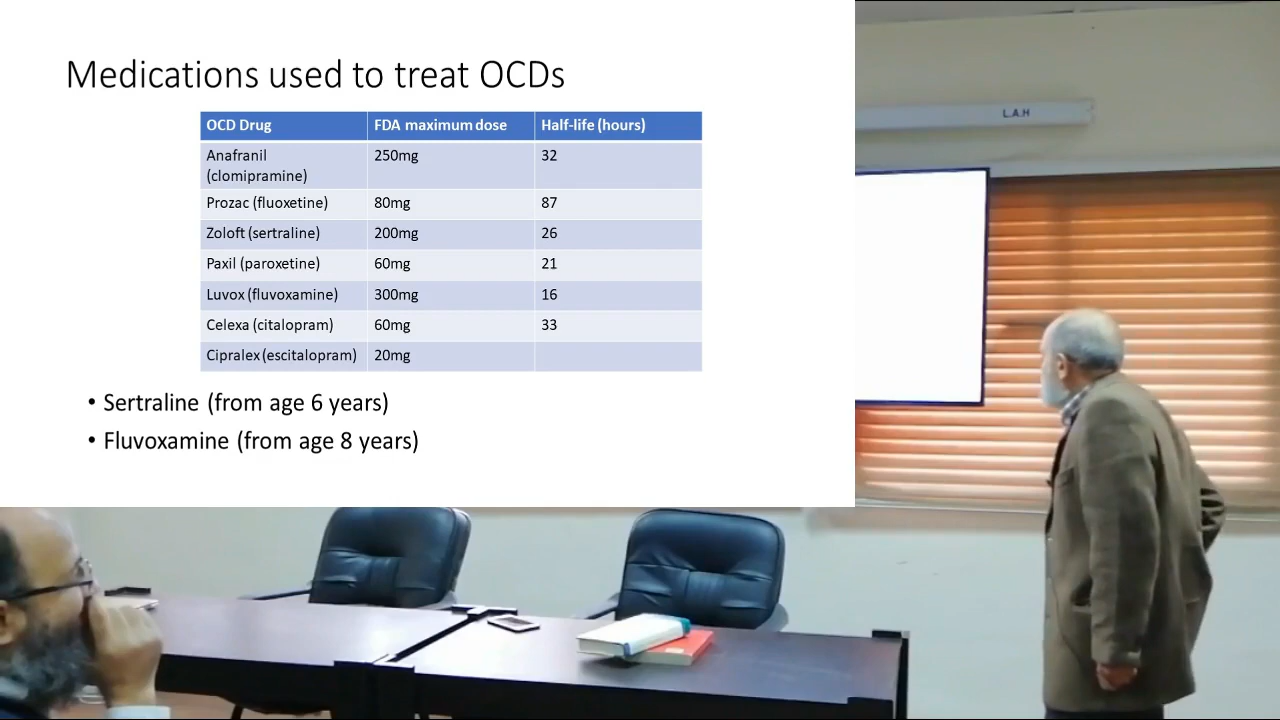 Medications used to treat OCDs
OCD Drug FDA maximum dose Half-life (hours)
Anafranil (clomipramine) 250mg 32
Prozac (fluoxetine) 80mg 87
Zoloft (sertraline) 200mg 26
Paxil (paroxetine) 60mg 21
Luvox (fluvoxamine) 300mg 16
Celexa (citalopram) 60mg 33
Cipralex (escitalopram) 20mg
• Sertraline (from age 6 years)
• Fluvoxamine (from age 8 years)
L.A.H